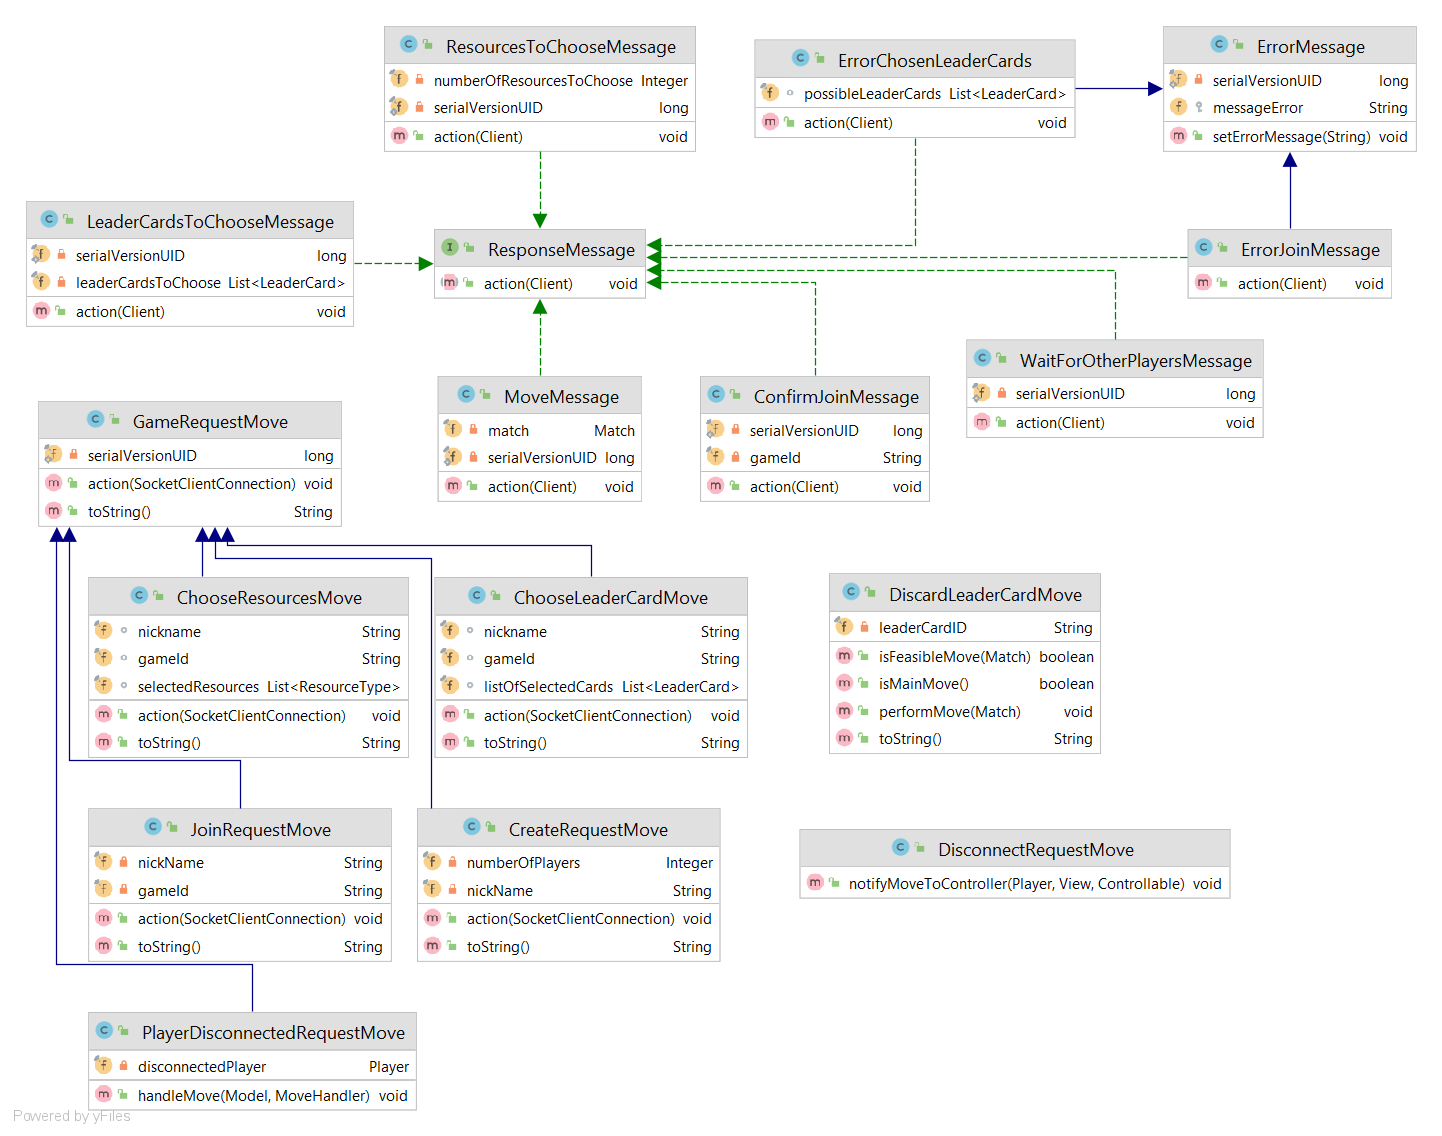 ResourcesToChooseMessage
numberOfResourcesToChoose Integer
serialVersionUID long
action(Client) void
ErrorChosenLeaderCards
possibleLeaderCards List<LeaderCard>
action(Client) void
ErrorMessage
serialVersionUID long
messageError String
setErrorMessage(String) void
LeaderCardsToChooseMessage
serialVersionUID long
leaderCardsToChoose List<LeaderCard>
action(Client) void
ResponseMessage
action(Client) void
ErrorJoinMessage
action(Client) void
WaitForOtherPlayersMessage
serialVersionUID long
action(Client) void
MoveMessage
match Match
serialVersionUID long
action(Client) void
ConfirmJoinMessage
serialVersionUID long
gameId String
action(Client) void
GameRequestMove
serialVersionUID long
action(SocketClientConnection) void
toString() String
ChooseResourcesMove
nickname String
gameId String
selectedResources List<ResourceType>
action(SocketClientConnection) void
toString() String
ChooseLeaderCardMove
nickname String
gameId String
listOfSelectedCards List<LeaderCard>
action(SocketClientConnection) void
toString() String
DiscardLeaderCardMove
leaderCardID String
isFeasibleMove(Match) boolean
isMainMove() boolean
performMove(Match) void
toString() String
JoinRequestMove
nickName String
gameId String
action(SocketClientConnection) void
toString() String
CreateRequestMove
numberOfPlayers Integer
nickName String
action(SocketClientConnection) void
toString() String
DisconnectRequestMove
notifyMoveToController(Player, View, Controllable) void
PlayerDisconnectedRequestMove
disconnectedPlayer Player
handleMove(Model, MoveHandler) void
Powered by yFiles